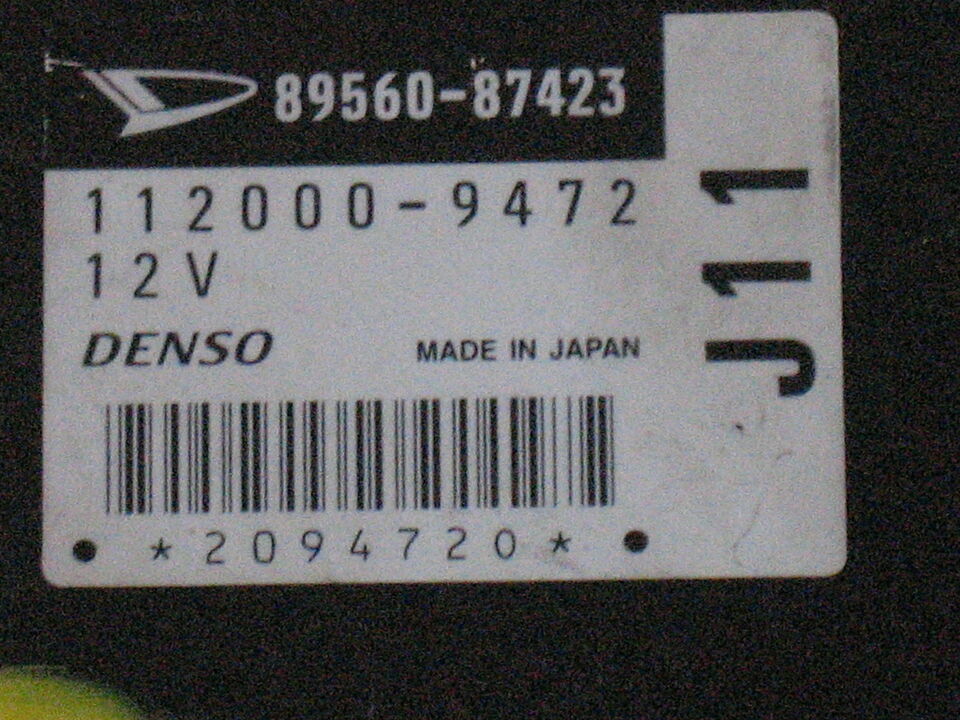 89560-87423
112000-9472
12V
DENSO MADE IN JAPAN
*2094720*
J11